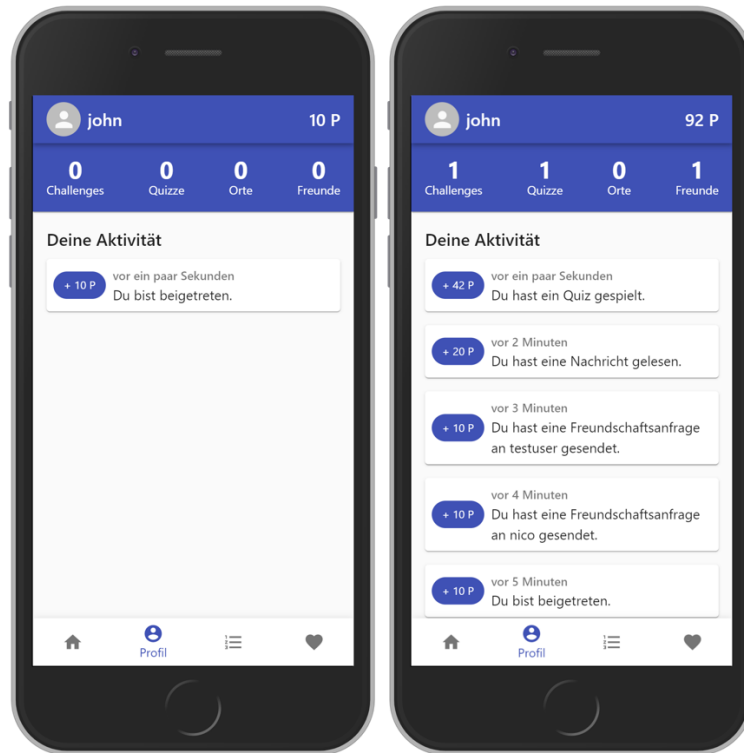 john 10 P
0 0 0 0
Challenges Quizze Orte Freunde
Deine Aktivität
+ 10 P
vor ein paar Sekunden
Du bist beigetreten.
Profil
john 92 P
1 1 0 1
Challenges Quizze Orte Freunde
Deine Aktivität
+ 42 P
vor ein paar Sekunden
Du hast ein Quiz gespielt.
+ 20 P
vor 2 Minuten
Du hast eine Nachricht gelesen.
+ 10 P
vor 3 Minuten
Du hast eine Freundschaftsanfrage
an testuser gesendet.
+ 10 P
vor 4 Minuten
Du hast eine Freundschaftsanfrage
an nico gesendet.
+ 10 P
vor 5 Minuten
Du bist beigetreten.
Profil